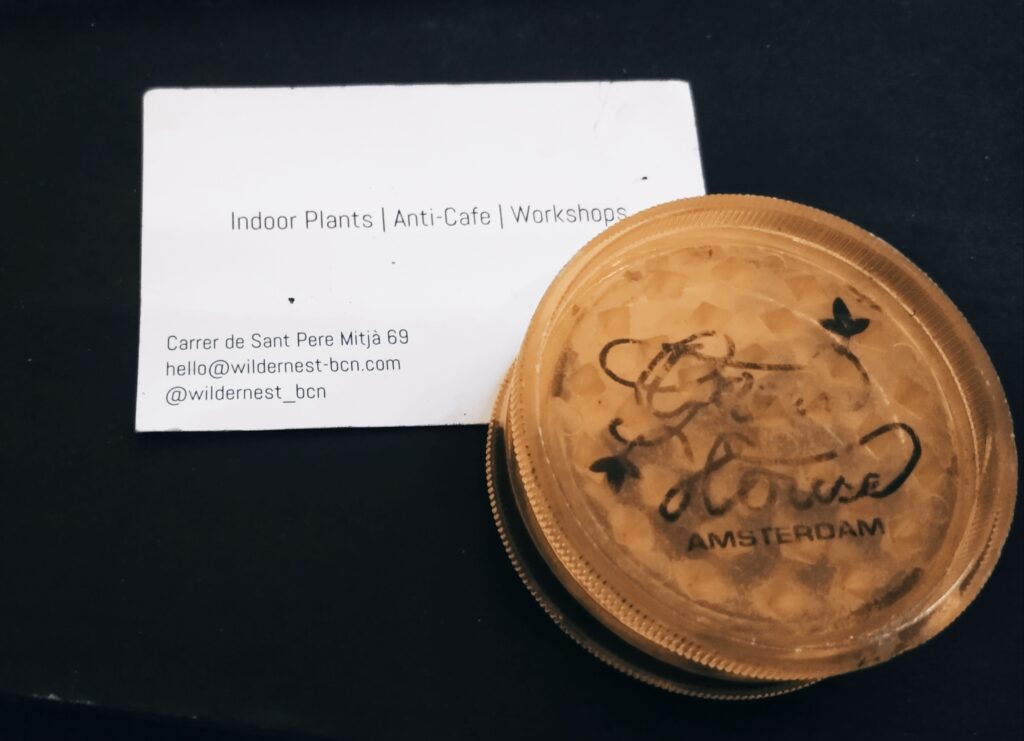 Indoor Plants | Anti-Cafe | Workshops
Carrer de Sant Pere Mitjà 69
hello@wildernest-bcn.com
@wildernest_bcn
House
AMSTERDAM